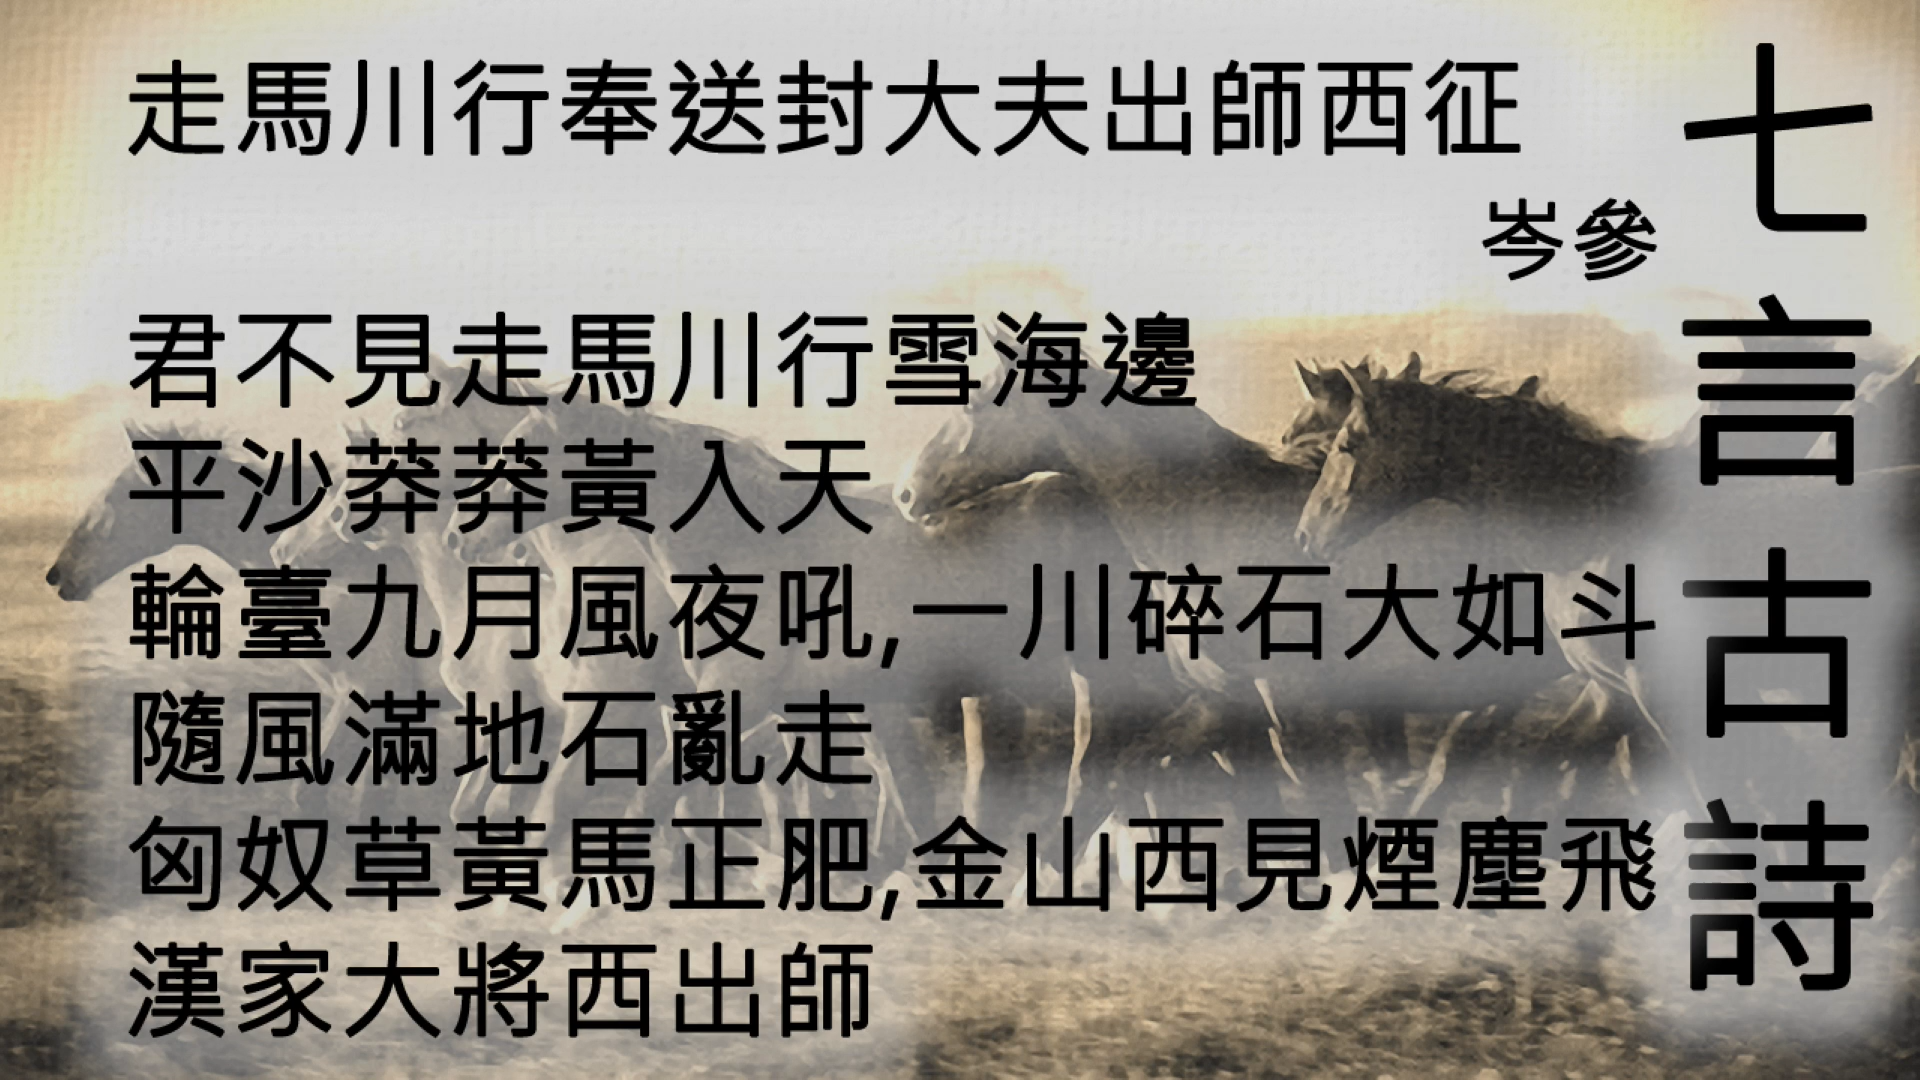 走馬川行奉送封大夫出師西征
岑參
君不見走馬川行雪海邊
平沙莽莽黃入天
輪臺九月風夜吼,一川碎石大如斗
隨風滿地石亂走
匈奴草黃馬正肥,金山西見煙塵飛
漢家大將西出師
七言古詩